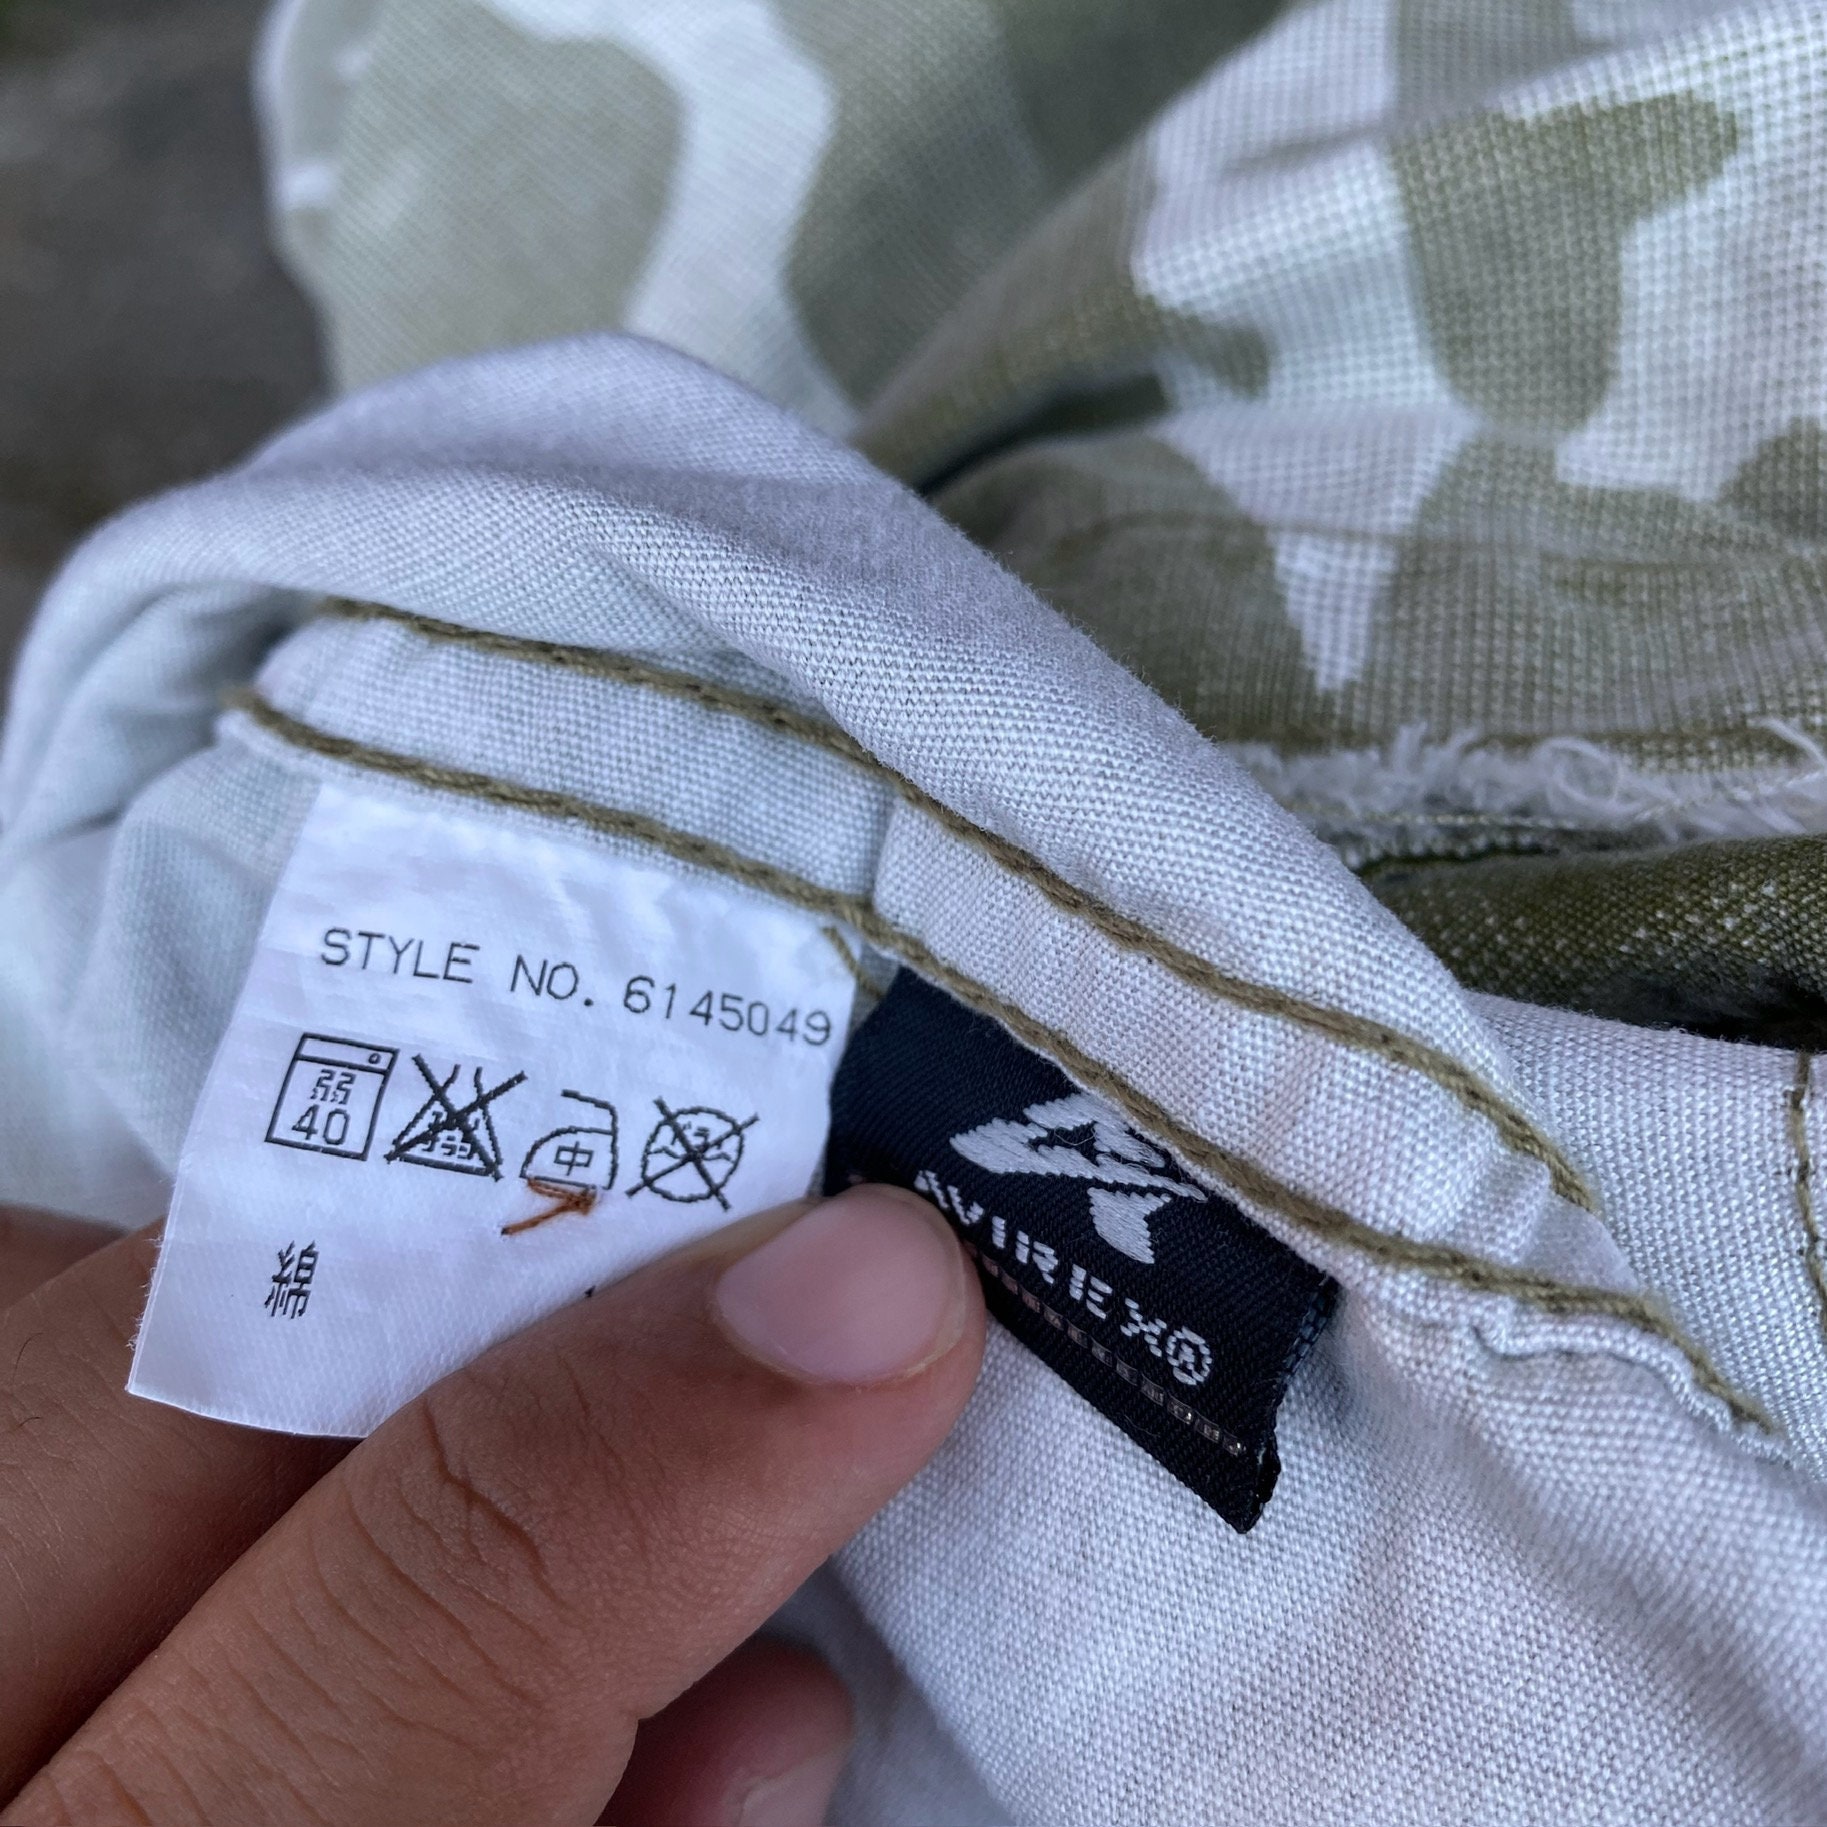 STYLE NO. 6145049
弱
40
中
綿
AVIREX®